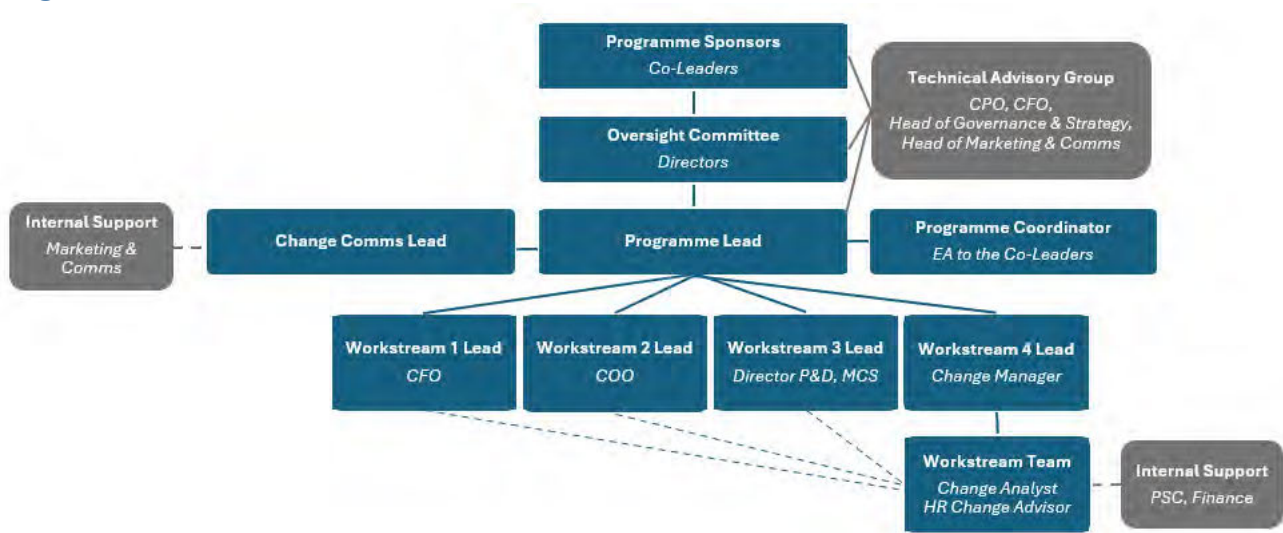 Programme Sponsors
Co-Leaders
Technical Advisory Group
CPO, CFO,
Head of Governance & Strategy,
Head of Marketing & Comms
Oversight Committee
Directors
Internal Support
Marketing &
Comms
Change Comms Lead
Programme Lead
Programme Coordinator
EA to the Co-Leaders
Workstream 1 Lead
CFO
Workstream 2 Lead
COO
Workstream 3 Lead
Director P&D, MCS
Workstream 4 Lead
Change Manager
Workstream Team
Change Analyst
HR Change Advisor
Internal Support
PSC, Finance